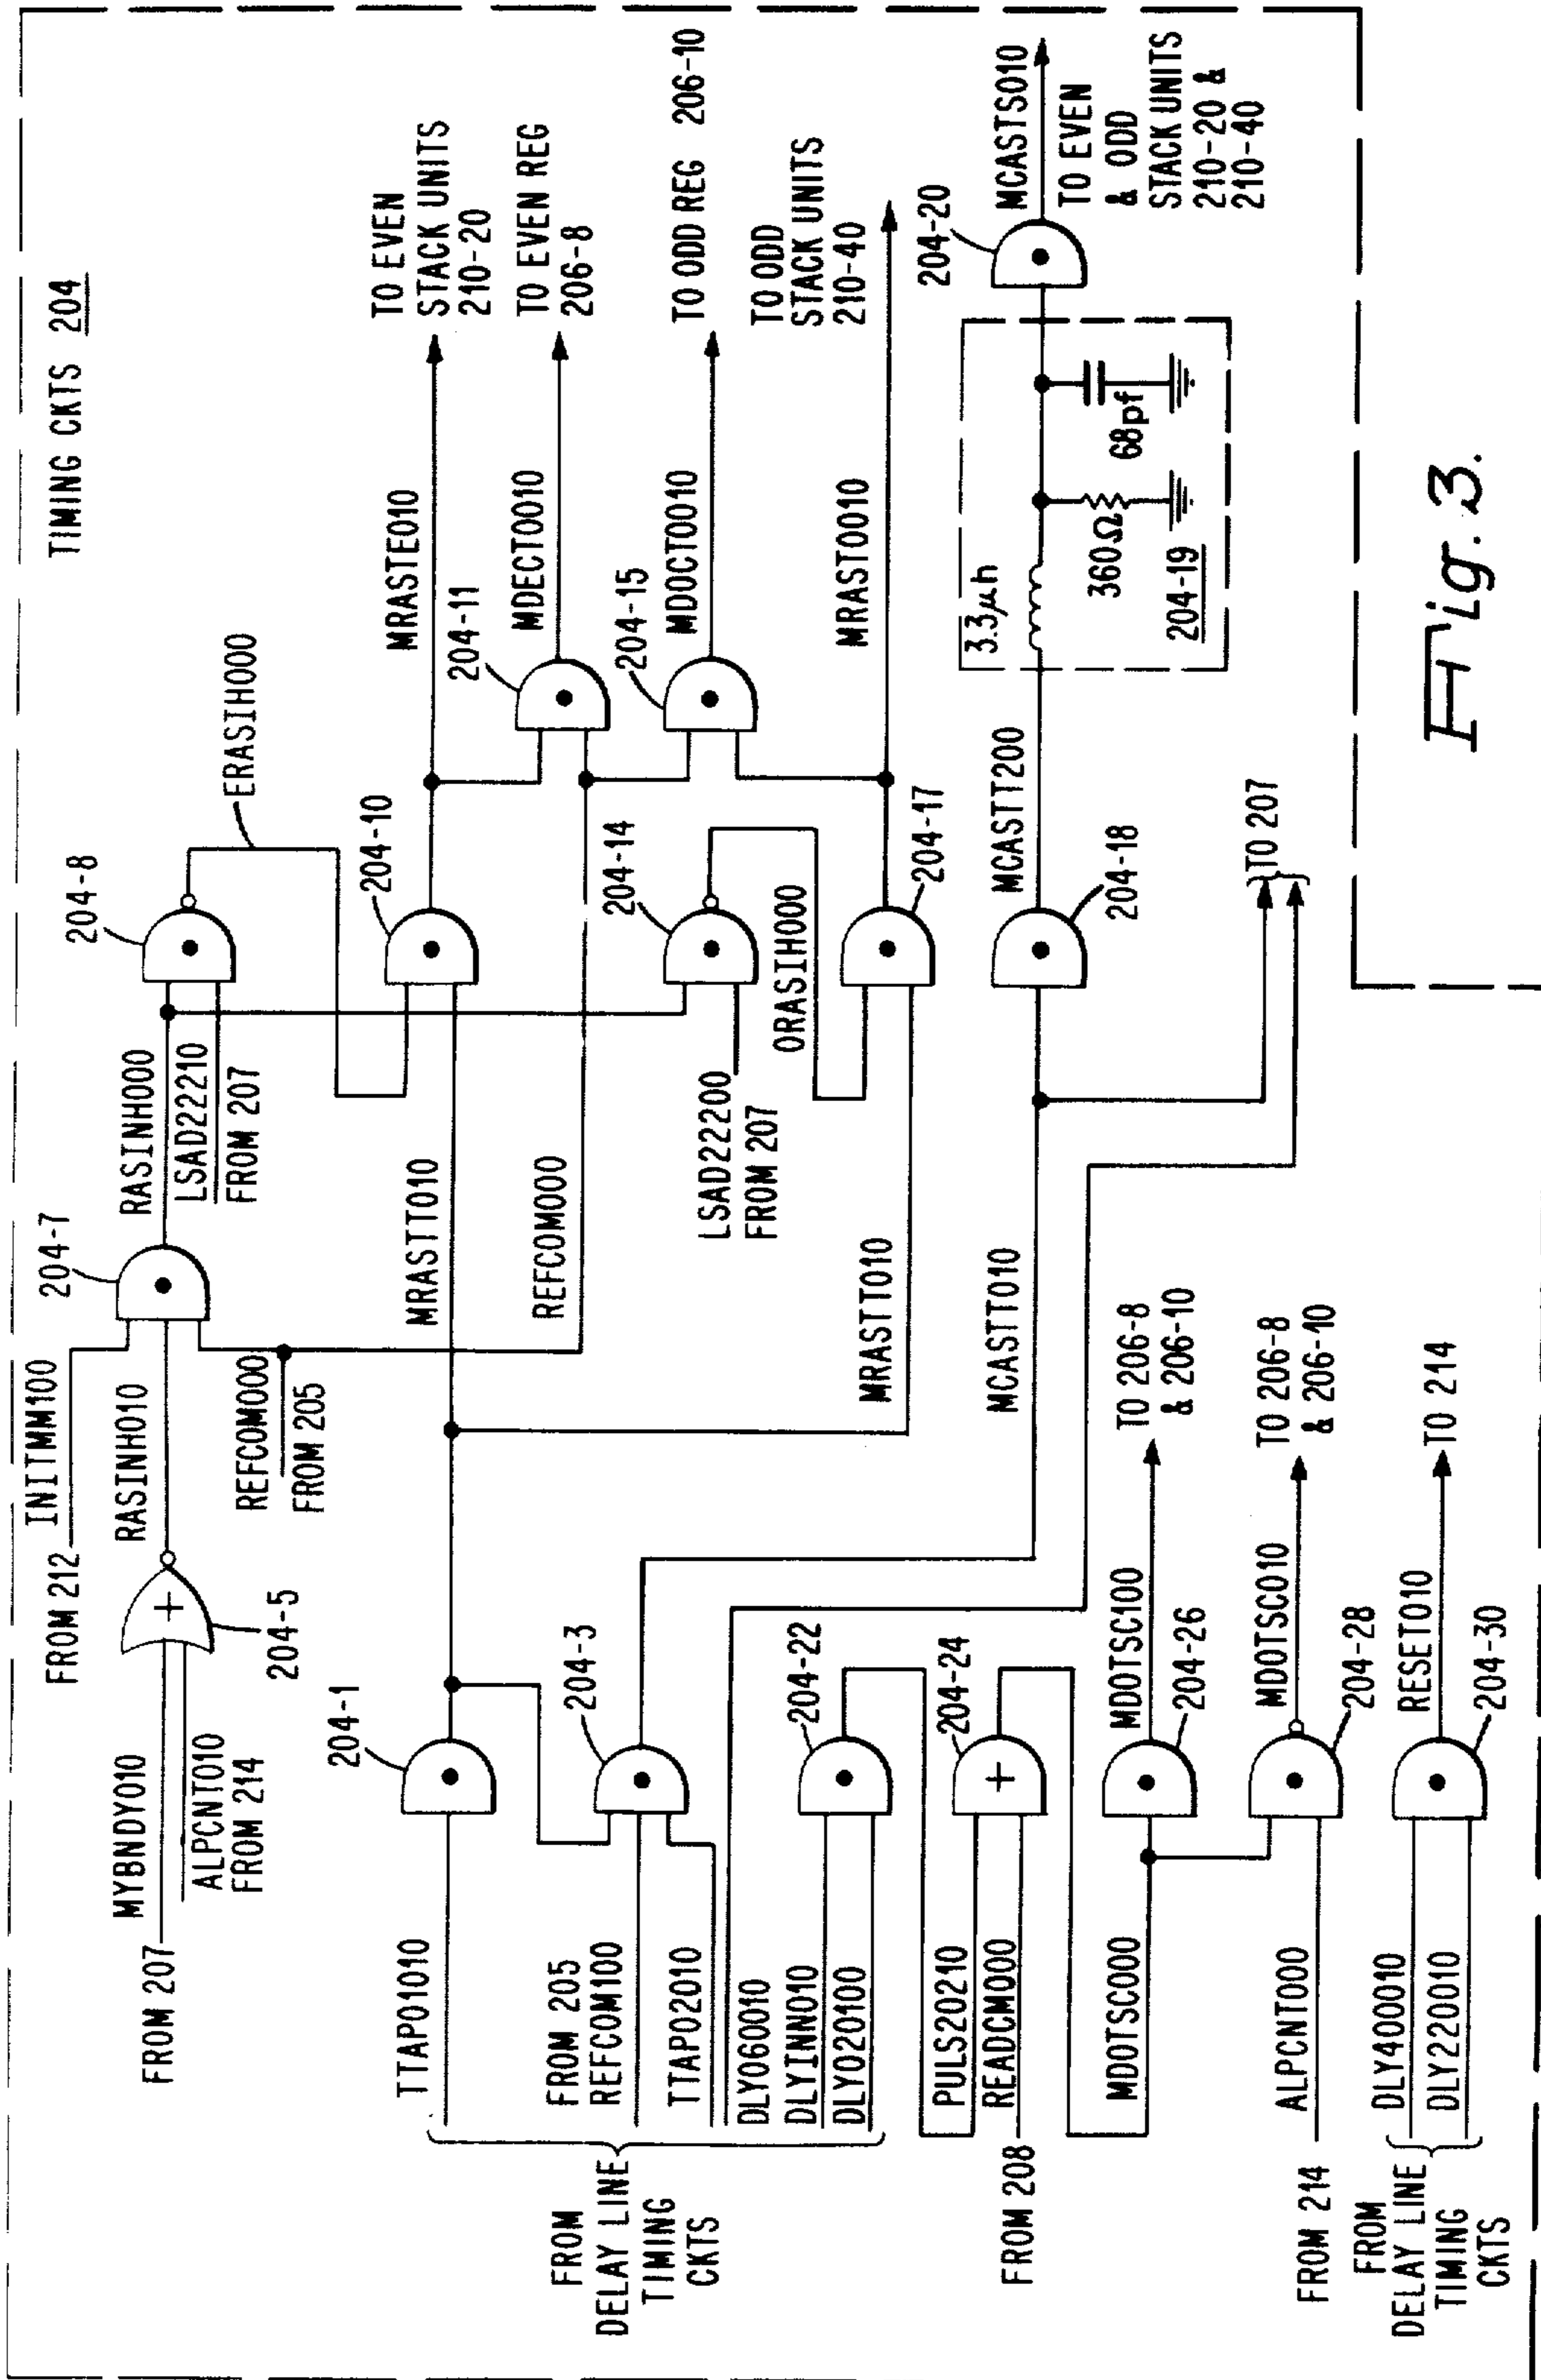 TIMING CKTS 204
FROM 212
INITMM100
204-7
204-8
ERASIH000
FROM 207
MYBNDY010
ALPCNT010
FROM 214
204-5
RASINH010
REFCOM000
FROM 205
RASINH000
LSAD22210
FROM 207
204-10
MRASTE010
TO EVEN
STACK UNITS
210-20
204-11
MDECT0010
TO EVEN REG
206-8
TTAP01010
204-1
MRASTT010
REFCOM000
204-14
204-15
MDOCT0010
TO ODD REG 206-10
FROM 205
REFCOM100
TTAP02010
204-3
LSAD22200
FROM 207
ORASIH000
MRASTT010
204-17
MRAST0010
TO ODD
STACK UNITS
210-40
FROM
DELAY LINE
TIMING
CKTS
DLY060010
DLYINN010
DLY020100
204-22
MCASTT010
204-18
MCASTT200
3.3μh
360Ω
68pf
204-19
204-20
MCASTS010
TO EVEN
& ODD
STACK UNITS
210-20 &
210-40
PULS20210
READCM000
FROM 208
204-24
TO 207
MDOTSC000
204-26
MDOTSC100
TO 206-8
& 206-10
ALPCNT000
FROM 214
204-28
MDOTSC010
TO 206-8
& 206-10
FROM
DELAY LINE
TIMING
CKTS
DLY400010
DLY220010
204-30
RESET010
TO 214
Fig. 3.